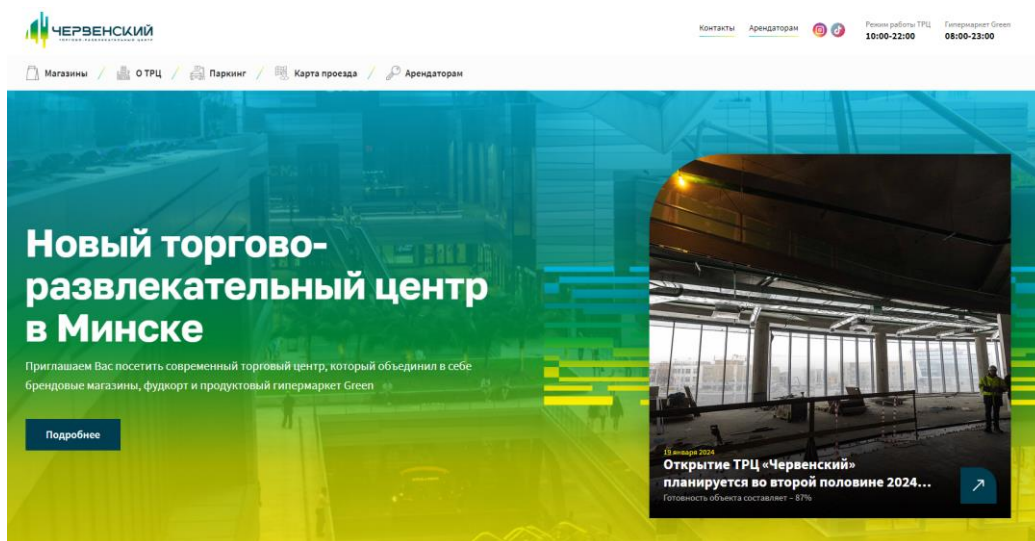 ЧЕРВЕНСКИЙ
ТОРГОВО-РАЗВЛЕКАТЕЛЬНЫЙ ЦЕНТР
Контакты
Арендаторам
Режим работы ТРЦ
10:00-22:00
Гипермаркет Green
08:00-23:00
Магазины / О ТРЦ / Паркинг / Карта проезда / Арендаторам
Новый торгово-
развлекательный центр
в Минске
Приглашаем Вас посетить современный торговый центр, который объединил в себе
брендовые магазины, фудкорт и продуктовый гипермаркет Green
Подробнее
19 января 2024
Открытие ТРЦ «Червенский»
планируется во второй половине 2024...
Готовность объекта составляет – 87%